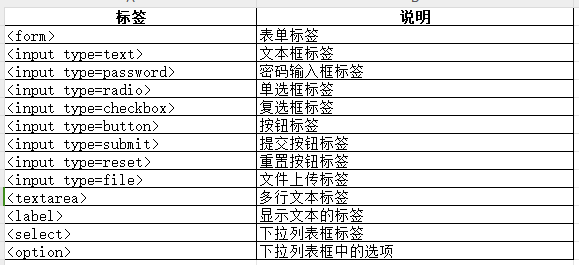 标签 说明
<form> 表单标签
<input type=text> 文本框标签
<input type=password> 密码输入框标签
<input type=radio> 单选框标签
<input type=checkbox> 复选框标签
<input type=button> 按钮标签
<input type=submit> 提交按钮标签
<input type=reset> 重置按钮标签
<input type=file> 文件上传标签
<textarea> 多行文本标签
<label> 显示文本的标签
<select> 下拉列表框标签
<option> 下拉列表框中的选项